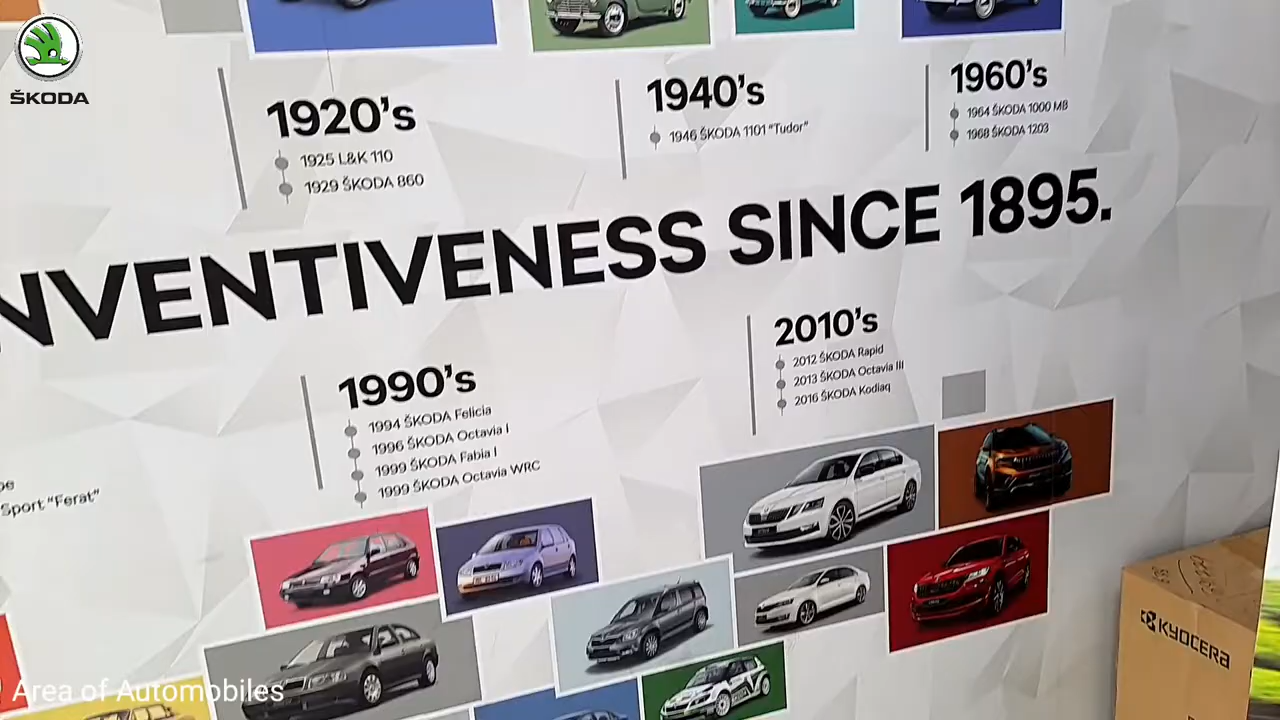 ŠKODA
1920's
1925 L&K 110
1929 ŠKODA 860
1940's
1946 ŠKODA 1101 "Tudor"
1960's
1964 ŠKODA 1000 MB
1968 ŠKODA 1203
NVENTIVENESS SINCE 1895.
1990's
1994 ŠKODA Felicia
1996 ŠKODA Octavia I
1999 ŠKODA Fabia I
1999 ŠKODA Octavia WRC
2010's
2012 ŠKODA Rapid
2013 ŠKODA Octavia III
2016 ŠKODA Kodiaq
pe
Sport "Ferat"
KYOCERA
Area of Automobiles